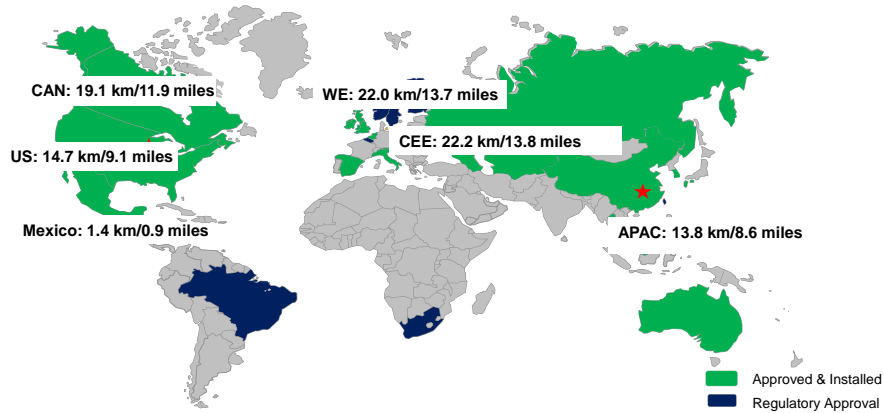 CAN: 19.1 km/11.9 miles
WE: 22.0 km/13.7 miles
CEE: 22.2 km/13.8 miles
US: 14.7 km/9.1 miles
Mexico: 1.4 km/0.9 miles
APAC: 13.8 km/8.6 miles
Approved & Installed
Regulatory Approval